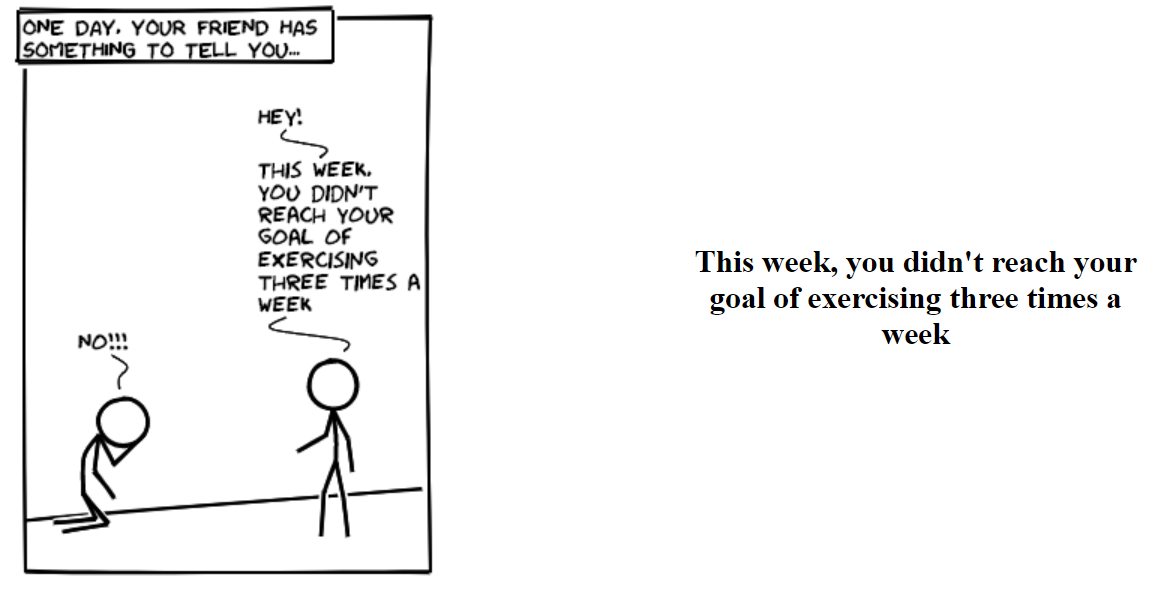 ONE DAY, YOUR FRIEND HAS
SOMETHING TO TELL YOU...
HEY!
THIS WEEK,
YOU DIDN'T
REACH YOUR
GOAL OF
EXERCISING
THREE TIMES A
WEEK
NO!!!
This week, you didn't reach your
goal of exercising three times a
week